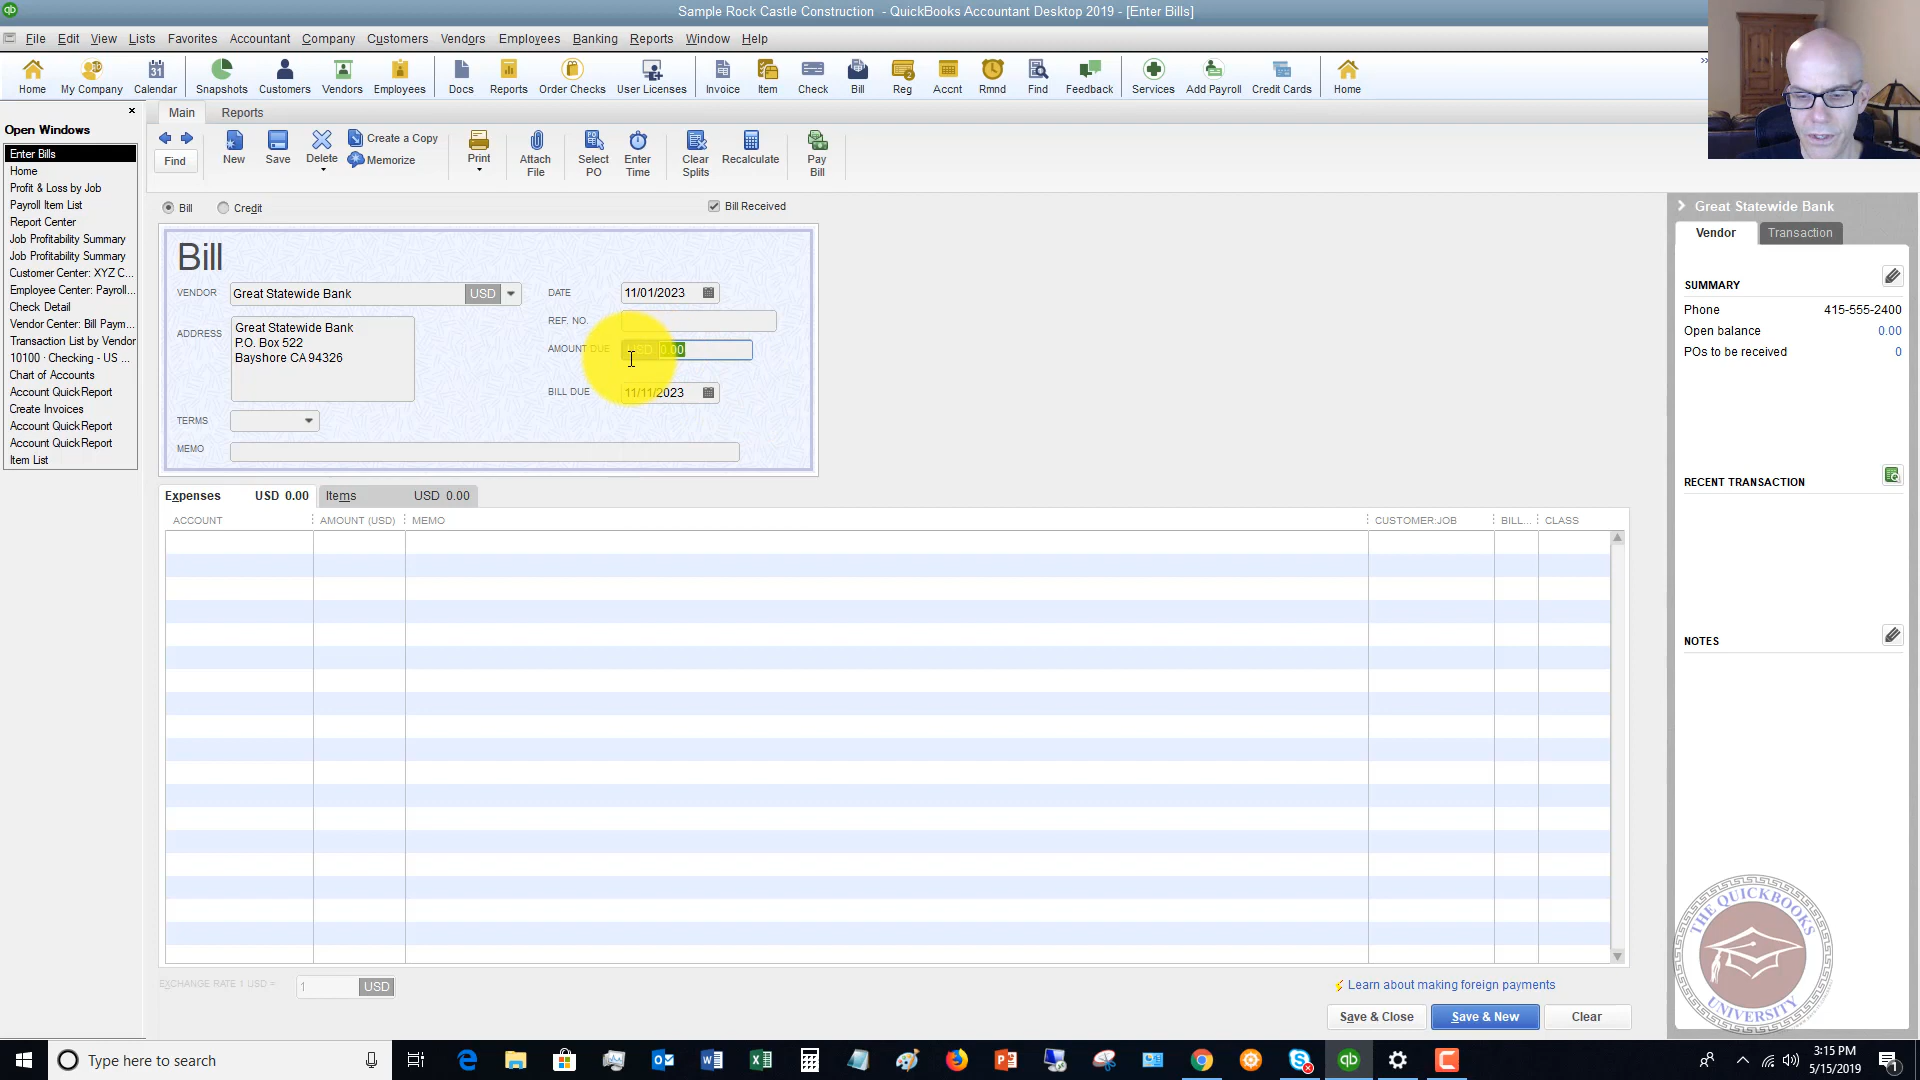 Sample Rock Castle Construction - QuickBooks Accountant Desktop 2019 - [Enter Bills]
File Edit View Lists Favorites Accountant Company Customers Vendors Employees Banking Reports Window Help
Home My Company Calendar Snapshots Customers Vendors Employees Docs Reports Order Checks User Licenses Invoice Item Check Bill Reg Accnt Rmnd Find Feedback Services Add Payroll Credit Cards Home
Open Windows
Enter Bills
Home
Profit & Loss by Job
Payroll Item List
Report Center
Job Profitability Summary
Job Profitability Summary
Customer Center: XYZ C...
Employee Center: Payroll...
Check Detail
Vendor Center: Bill Paym...
Transaction List by Vendor
10100 · Checking - US ...
Chart of Accounts
Account QuickReport
Create Invoices
Account QuickReport
Account QuickReport
Item List
Main Reports
Find
New
Save
Delete
Create a Copy
Memorize
Print
Attach
File
Select
PO
Enter
Time
Clear
Splits
Recalculate
Pay
Bill
Bill Credit Bill Received
Bill
VENDOR Great Statewide Bank USD
DATE 11/01/2023
REF. NO.
ADDRESS
Great Statewide Bank
P.O. Box 522
Bayshore CA 94326
AMOUNT DUE USD 0.00
BILL DUE 11/11/2023
TERMS
MEMO
Expenses USD 0.00 Items USD 0.00
ACCOUNT AMOUNT (USD) MEMO CUSTOMER:JOB BILL... CLASS
EXCHANGE RATE 1 USD = 1 USD
Learn about making foreign payments
Save & Close Save & New Clear
Great Statewide Bank
Vendor Transaction
SUMMARY
Phone 415-555-2400
Open balance 0.00
POs to be received 0
RECENT TRANSACTION
NOTES
THE QUICKBOOKS
UNIVERSITY
Type here to search
3:15 PM
5/15/2019
1